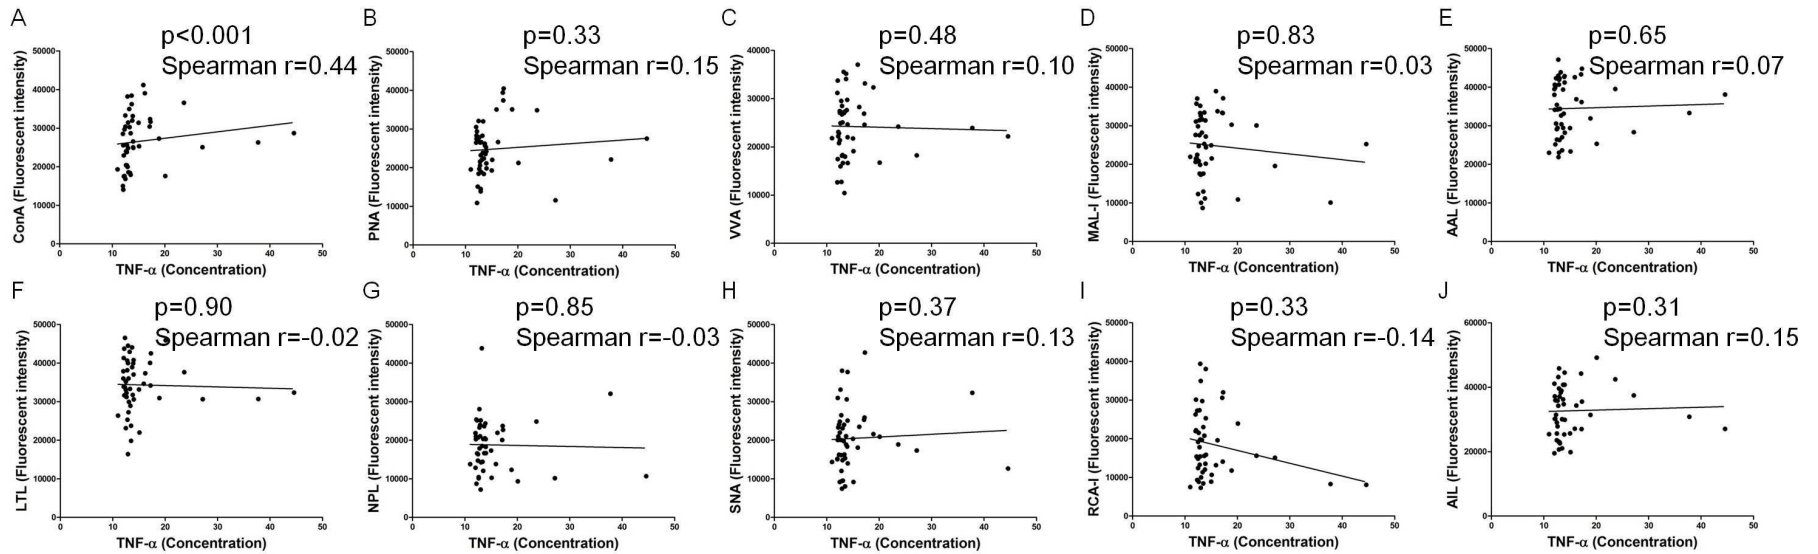 A
p<0.001
Spearman r=0.44
ConA (Fluorescent intensity)
50000
40000
30000
20000
10000
0
0 10 20 30 40 50
TNF-α (Concentration)
B
p=0.33
Spearman r=0.15
PNA (Fluorescent intensity)
50000
40000
30000
20000
10000
0
0 10 20 30 40 50
TNF-α (Concentration)
C
p=0.48
Spearman r=0.10
VVA (Fluorescent intensity)
40000
30000
20000
10000
0
0 10 20 30 40 50
TNF-α (Concentration)
D
p=0.83
Spearman r=0.03
MAL-I (Fluorescent intensity)
50000
40000
30000
20000
10000
0
0 10 20 30 40 50
TNF-α (Concentration)
E
p=0.65
Spearman r=0.07
AAL (Fluorescent intensity)
50000
40000
30000
20000
10000
0
0 10 20 30 40 50
TNF-α (Concentration)
F
p=0.90
Spearman r=-0.02
LTL (Fluorescent intensity)
50000
40000
30000
20000
10000
0
0 10 20 30 40 50
TNF-α (Concentration)
G
p=0.85
Spearman r=-0.03
NPL (Fluorescent intensity)
50000
40000
30000
20000
10000
0
0 10 20 30 40 50
TNF-α (Concentration)
H
p=0.37
Spearman r=0.13
SNA (Fluorescent intensity)
50000
40000
30000
20000
10000
0
0 10 20 30 40 50
TNF-α (Concentration)
I
p=0.33
Spearman r=-0.14
RCA-I (Fluorescent intensity)
50000
40000
30000
20000
10000
0
0 10 20 30 40 50
TNF-α (Concentration)
J
p=0.31
Spearman r=0.15
AIL (Fluorescent intensity)
60000
40000
20000
0
0 10 20 30 40 50
TNF-α (Concentration)